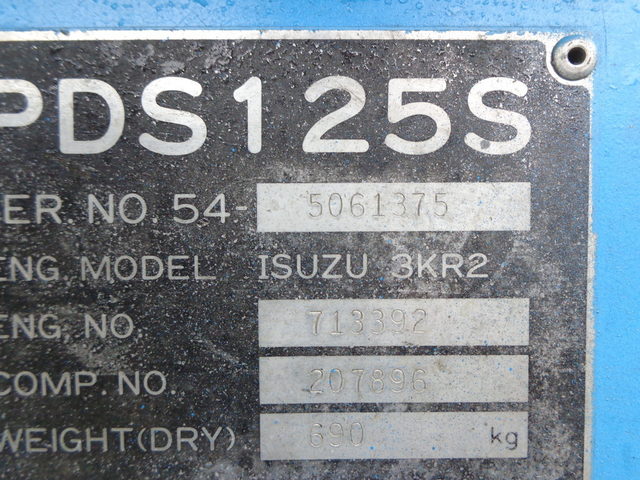 PDS125S
ER. NO. 54- 5061375
ENG. MODEL ISUZU 3KR2
ENG. NO. 713392
COMP. NO. 207896
WEIGHT (DRY) 690 kg